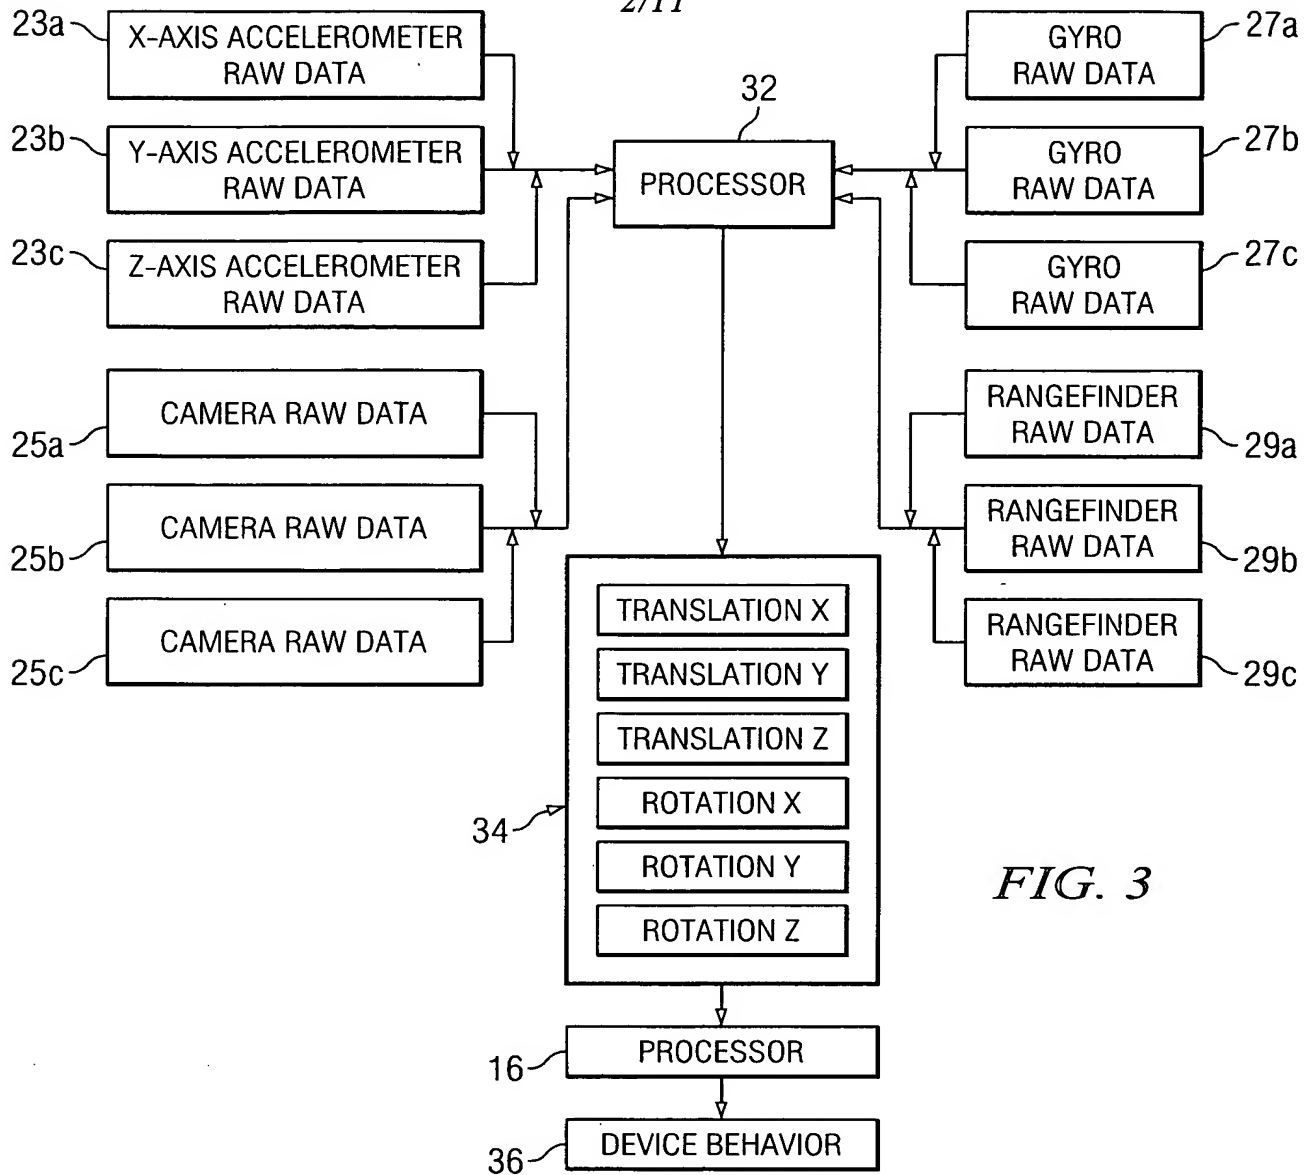 2/11
23a
X-AXIS ACCELEROMETER
RAW DATA
23b
Y-AXIS ACCELEROMETER
RAW DATA
23c
Z-AXIS ACCELEROMETER
RAW DATA
25a
CAMERA RAW DATA
25b
CAMERA RAW DATA
25c
CAMERA RAW DATA
32
PROCESSOR
27a
GYRO
RAW DATA
27b
GYRO
RAW DATA
27c
GYRO
RAW DATA
29a
RANGEFINDER
RAW DATA
29b
RANGEFINDER
RAW DATA
29c
RANGEFINDER
RAW DATA
34
TRANSLATION X
TRANSLATION Y
TRANSLATION Z
ROTATION X
ROTATION Y
ROTATION Z
16
PROCESSOR
36
DEVICE BEHAVIOR
FIG. 3